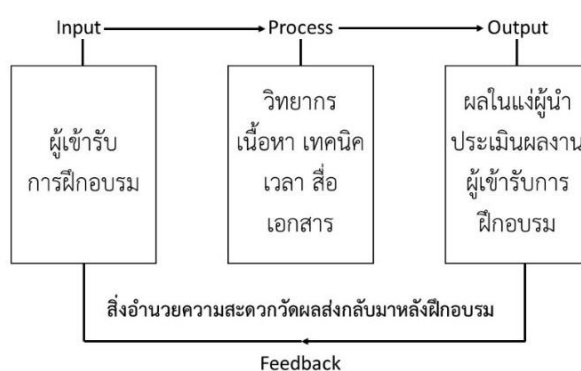 Input
Process
Output
ผู้เข้ารับ
การฝึกอบรม
วิทยากร
เนื้อหา เทคนิค
เวลา สื่อ
เอกสาร
ผลในแง่ผู้นำ
ประเมินผลงาน
ผู้เข้ารับการ
ฝึกอบรม
สิ่งอำนวยความสะดวกวัดผลส่งกลับมาหลังฝึกอบรม
Feedback